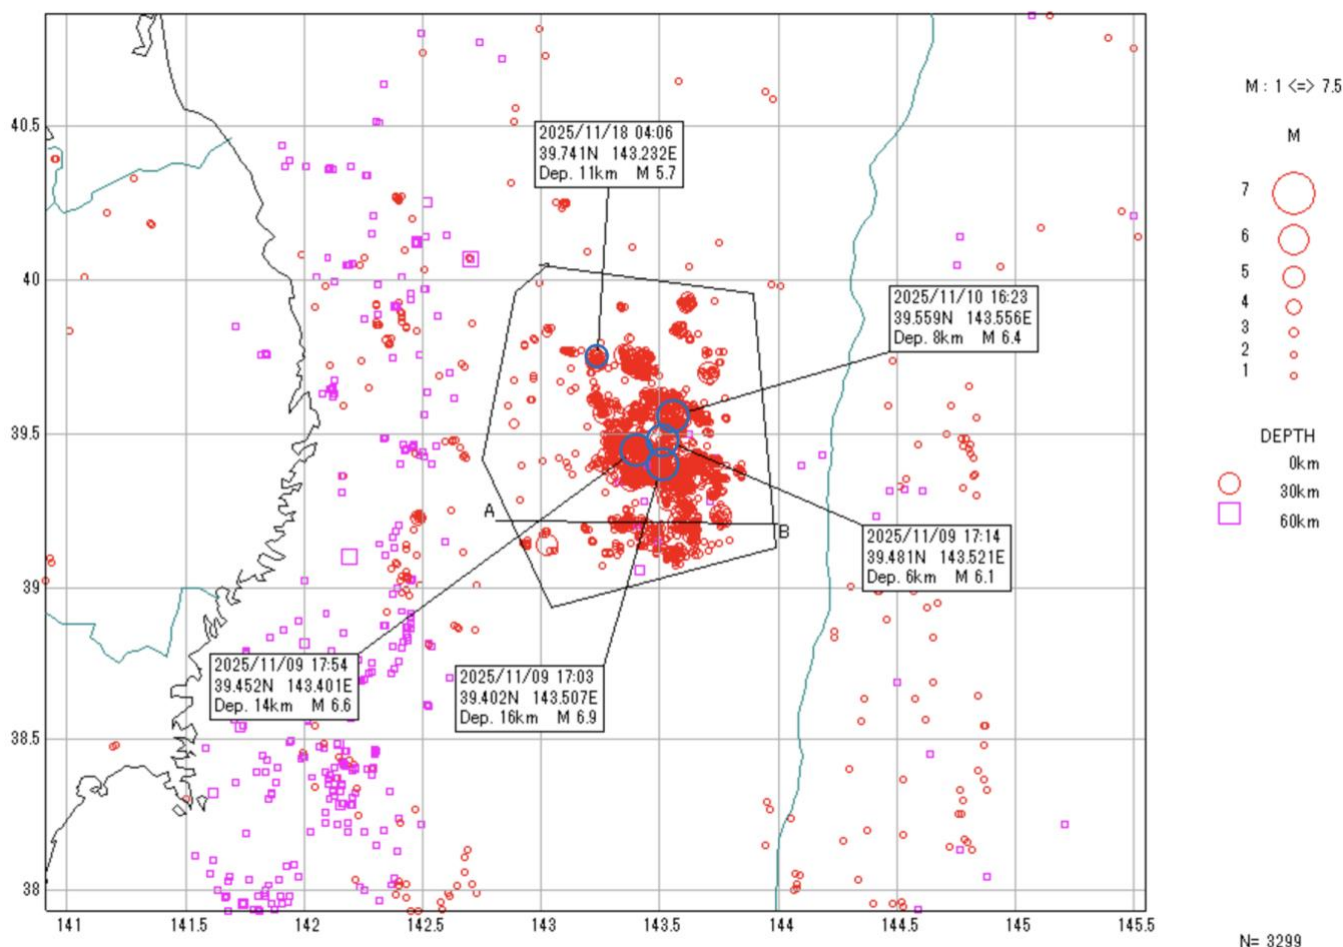 M : 1 <=> 7.5
40.5
2025/11/18 04:06
39.741N 143.232E
Dep. 11km M 5.7
M
7
6
5
4
3
2
1
40
2025/11/10 16:23
39.559N 143.556E
Dep. 8km M 6.4
39.5
DEPTH
0km
30km
60km
A
B
2025/11/09 17:14
39.481N 143.521E
Dep. 6km M 6.1
39
2025/11/09 17:54
39.452N 143.401E
Dep. 14km M 6.6
2025/11/09 17:03
39.402N 143.507E
Dep. 16km M 6.9
38.5
38
141 141.5 142 142.5 143 143.5 144 144.5 145 145.5
N= 3299